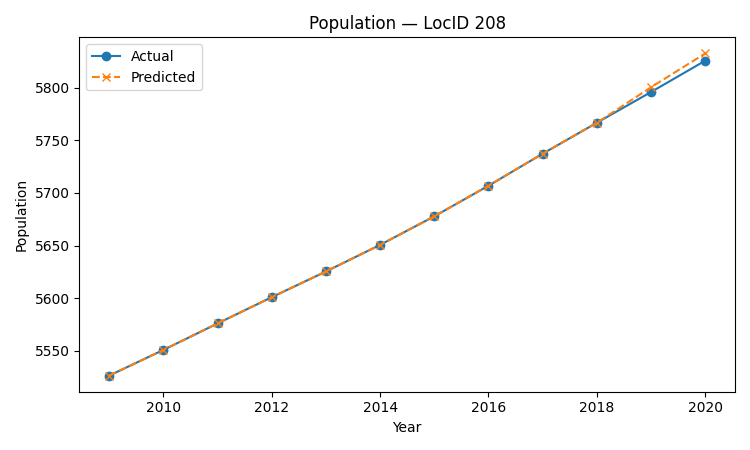 Population — LocID 208
Actual
Predicted
Population
5800
5750
5700
5650
5600
5550
2010 2012 2014 2016 2018 2020
Year